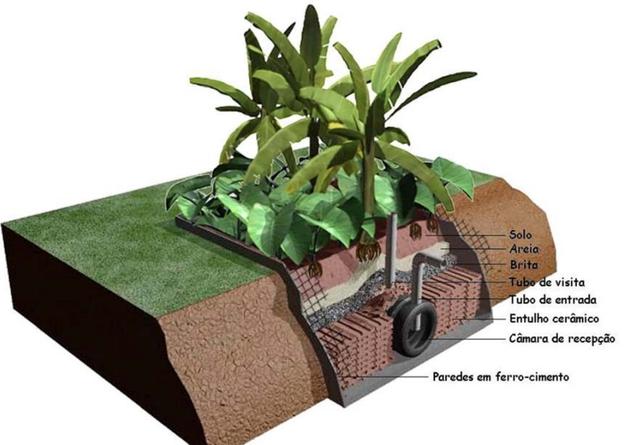 Solo
Areia
Brita
Tubo de visita
Tubo de entrada
Entulho cerâmico
Câmara de recepção
Paredes em ferro-cimento